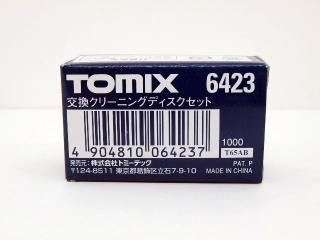 TOMIX 6423
交換クリーニングディスクセット
1000
T65AB
4 904810 064237
発売元:株式会社トミーテック
〒124-8511 東京都葛飾区立石7-9-10
PAT. P
MADE IN CHINA